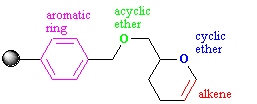 aromatic
ring
acyclic
ether
O
cyclic
ether
O
alkene